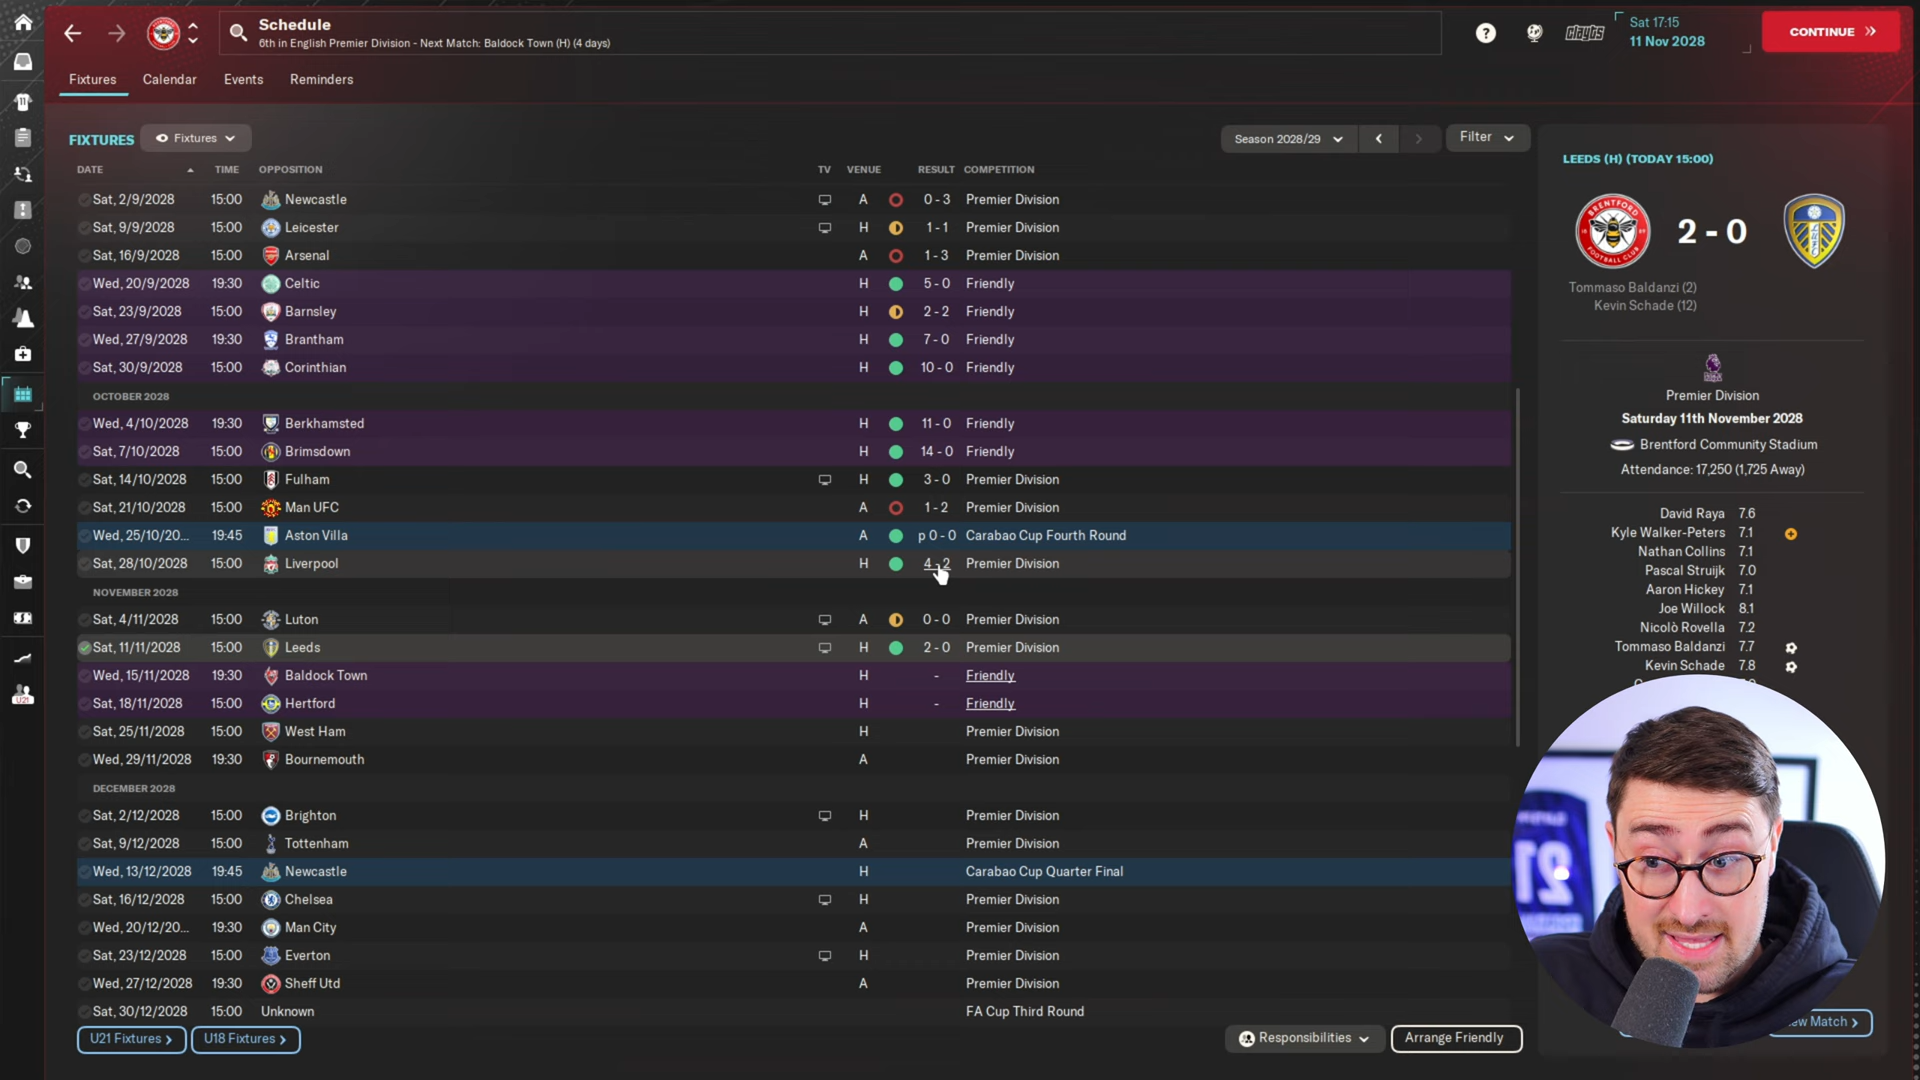 Schedule
6th in English Premier Division - Next Match: Baldock Town (H) (4 days)
clayts
Sat 17:15
11 Nov 2028
CONTINUE
Fixtures Calendar Events Reminders
FIXTURES Fixtures Season 2028/29 Filter
DATE TIME OPPOSITION TV VENUE RESULT COMPETITION
Sat, 2/9/2028 15:00 Newcastle A 0 - 3 Premier Division
Sat, 9/9/2028 15:00 Leicester H 1 - 1 Premier Division
Sat, 16/9/2028 15:00 Arsenal A 1 - 3 Premier Division
Wed, 20/9/2028 19:30 Celtic H 5 - 0 Friendly
Sat, 23/9/2028 15:00 Barnsley H 2 - 2 Friendly
Wed, 27/9/2028 19:30 Brantham H 7 - 0 Friendly
Sat, 30/9/2028 15:00 Corinthian H 10 - 0 Friendly
OCTOBER 2028
Wed, 4/10/2028 19:30 Berkhamsted H 11 - 0 Friendly
Sat, 7/10/2028 15:00 Brimsdown H 14 - 0 Friendly
Sat, 14/10/2028 15:00 Fulham H 3 - 0 Premier Division
Sat, 21/10/2028 15:00 Man UFC A 1 - 2 Premier Division
Wed, 25/10/20... 19:45 Aston Villa A p 0 - 0 Carabao Cup Fourth Round
Sat, 28/10/2028 15:00 Liverpool H 4 - 2 Premier Division
NOVEMBER 2028
Sat, 4/11/2028 15:00 Luton A 0 - 0 Premier Division
Sat, 11/11/2028 15:00 Leeds H 2 - 0 Premier Division
Wed, 15/11/2028 19:30 Baldock Town H - Friendly
Sat, 18/11/2028 15:00 Hertford H - Friendly
Sat, 25/11/2028 15:00 West Ham H Premier Division
Wed, 29/11/2028 19:30 Bournemouth A Premier Division
DECEMBER 2028
Sat, 2/12/2028 15:00 Brighton H Premier Division
Sat, 9/12/2028 15:00 Tottenham A Premier Division
Wed, 13/12/2028 19:45 Newcastle H Carabao Cup Quarter Final
Sat, 16/12/2028 15:00 Chelsea H Premier Division
Wed, 20/12/20... 19:30 Man City A Premier Division
Sat, 23/12/2028 15:00 Everton H Premier Division
Wed, 27/12/2028 19:30 Sheff Utd A Premier Division
Sat, 30/12/2028 15:00 Unknown FA Cup Third Round
U21 Fixtures > U18 Fixtures > Responsibilities Arrange Friendly
LEEDS (H) (TODAY 15:00)
2 - 0
Tommaso Baldanzi (2)
Kevin Schade (12)
Premier Division
Saturday 11th November 2028
Brentford Community Stadium
Attendance: 17,250 (1,725 Away)
David Raya 7.6
Kyle Walker-Peters 7.1
Nathan Collins 7.1
Pascal Struijk 7.0
Aaron Hickey 7.1
Joe Willock 8.1
Nicolò Rovella 7.2
Tommaso Baldanzi 7.7
Kevin Schade 7.8
Match >
21
U21